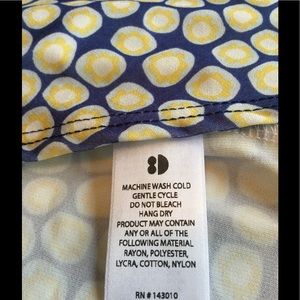 8D
MACHINE WASH COLD
GENTLE CYCLE
DO NOT BLEACH
HANG DRY
PRODUCT MAY CONTAIN
ANY OR ALL OF THE
FOLLOWING MATERIAL
RAYON, POLYESTER,
LYCRA, COTTON, NYLON
RN # 143010